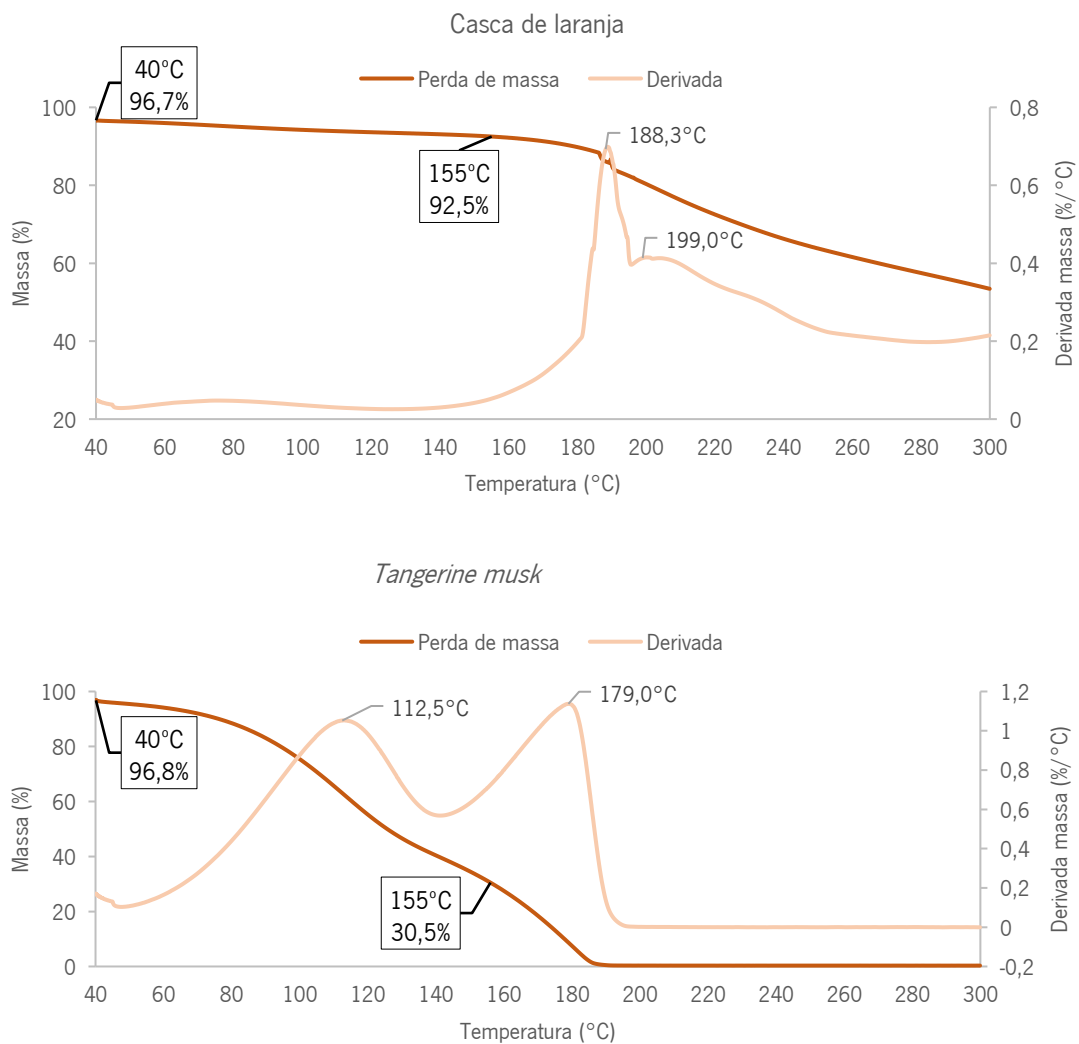 Casca de laranja
Perda de massa
Derivada
40°C
96,7%
155°C
92,5%
188,3°C
199,0°C
100
80
60
40
20
Massa (%)
0,8
0,6
0,4
0,2
0
Derivada massa (%/°C)
40 60 80 100 120 140 160 180 200 220 240 260 280 300
Temperatura (°C)
Tangerine musk
Perda de massa
Derivada
40°C
96,8%
155°C
30,5%
112,5°C
179,0°C
100
80
60
40
20
0
Massa (%)
1,2
1
0,8
0,6
0,4
0,2
0
-0,2
Derivada massa (%/°C)
40 60 80 100 120 140 160 180 200 220 240 260 280 300
Temperatura (°C)